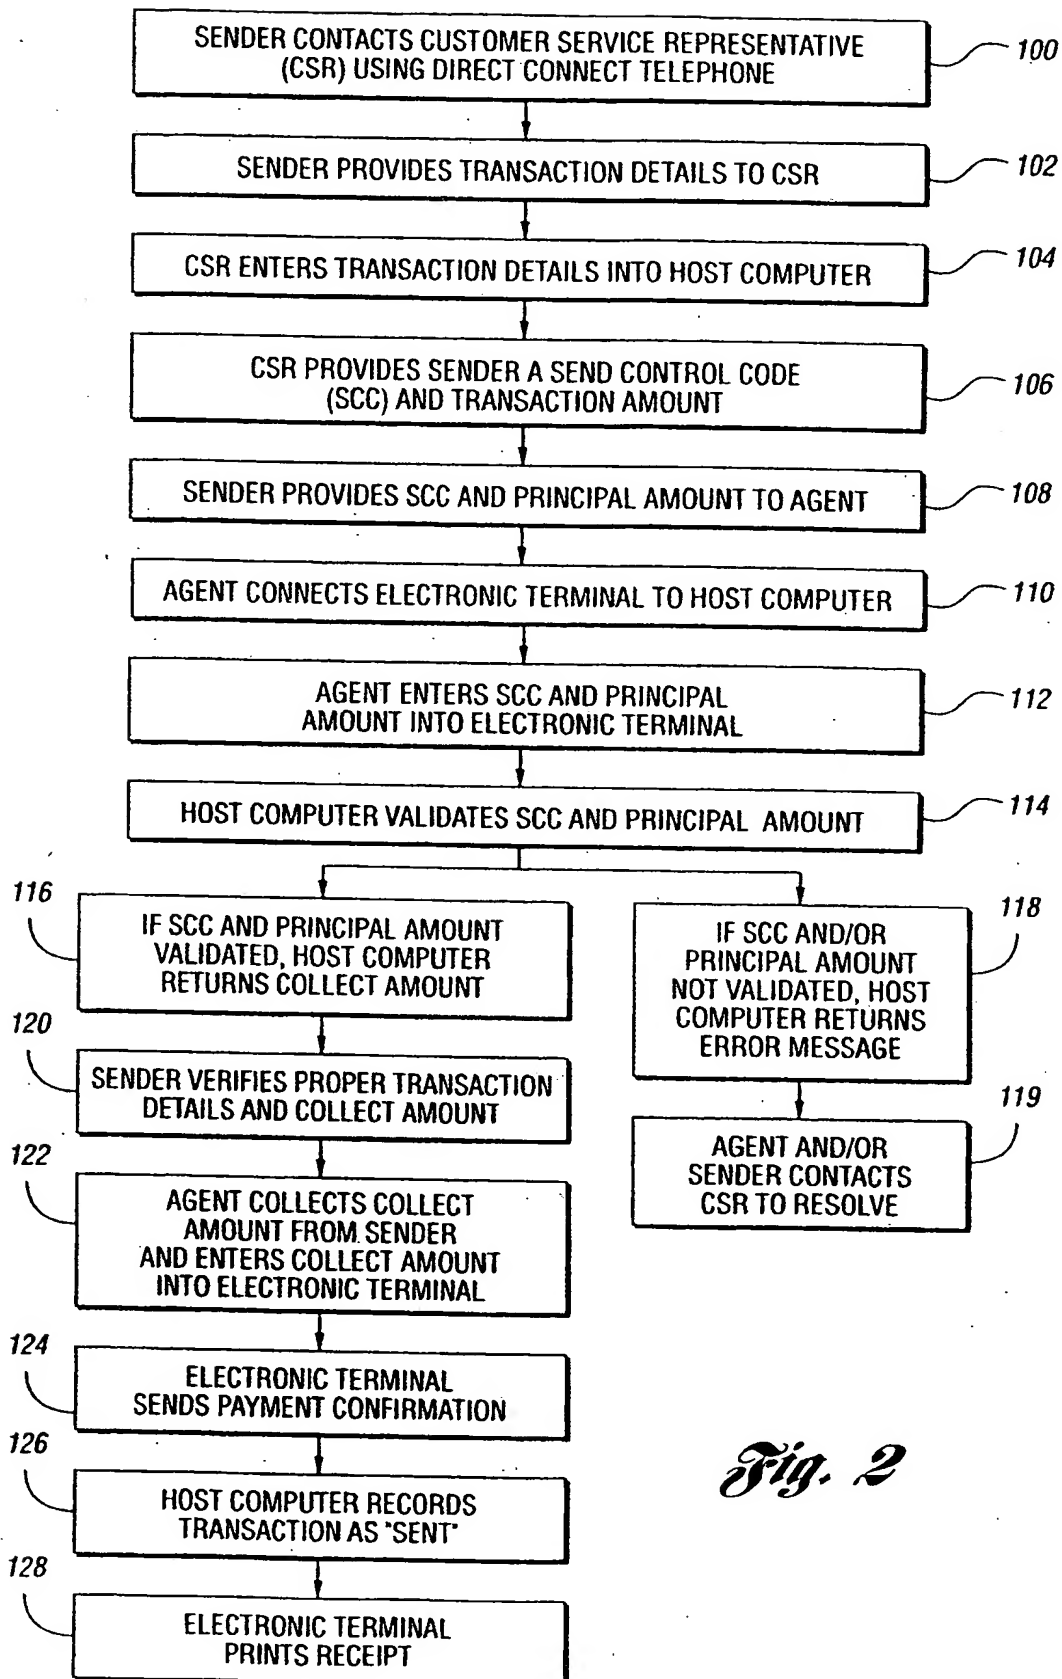 SENDER CONTACTS CUSTOMER SERVICE REPRESENTATIVE
(CSR) USING DIRECT CONNECT TELEPHONE
100
SENDER PROVIDES TRANSACTION DETAILS TO CSR
102
CSR ENTERS TRANSACTION DETAILS INTO HOST COMPUTER
104
CSR PROVIDES SENDER A SEND CONTROL CODE
(SCC) AND TRANSACTION AMOUNT
106
SENDER PROVIDES SCC AND PRINCIPAL AMOUNT TO AGENT
108
AGENT CONNECTS ELECTRONIC TERMINAL TO HOST COMPUTER
110
AGENT ENTERS SCC AND PRINCIPAL
AMOUNT INTO ELECTRONIC TERMINAL
112
HOST COMPUTER VALIDATES SCC AND PRINCIPAL AMOUNT
114
116
IF SCC AND PRINCIPAL AMOUNT
VALIDATED, HOST COMPUTER
RETURNS COLLECT AMOUNT
118
IF SCC AND/OR
PRINCIPAL AMOUNT
NOT VALIDATED, HOST
COMPUTER RETURNS
ERROR MESSAGE
120
SENDER VERIFIES PROPER TRANSACTION
DETAILS AND COLLECT AMOUNT
119
AGENT AND/OR
SENDER CONTACTS
CSR TO RESOLVE
122
AGENT COLLECTS COLLECT
AMOUNT FROM SENDER
AND ENTERS COLLECT AMOUNT
INTO ELECTRONIC TERMINAL
124
ELECTRONIC TERMINAL
SENDS PAYMENT CONFIRMATION
126
HOST COMPUTER RECORDS
TRANSACTION AS "SENT"
128
ELECTRONIC TERMINAL
PRINTS RECEIPT
Fig. 2